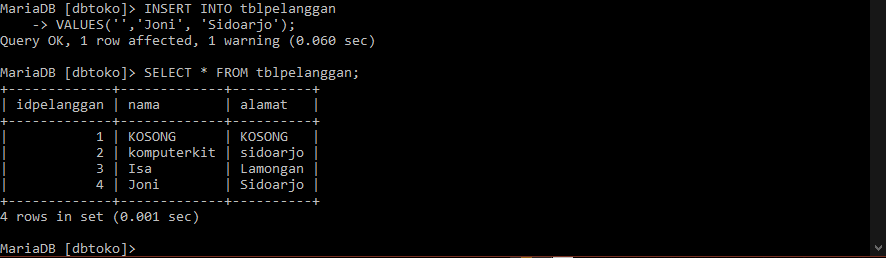 MariaDB [dbtoko]> INSERT INTO tblpelanggan
    -> VALUES('','Joni', 'Sidoarjo');
Query OK, 1 row affected, 1 warning (0.060 sec)

MariaDB [dbtoko]> SELECT * FROM tblpelanggan;
+-------------+-------------+----------+
| idpelanggan | nama        | alamat   |
+-------------+-------------+----------+
|           1 | KOSONG      | KOSONG   |
|           2 | komputerkit | sidoarjo |
|           3 | Isa         | Lamongan |
|           4 | Joni        | Sidoarjo |
+-------------+-------------+----------+
4 rows in set (0.001 sec)

MariaDB [dbtoko]>